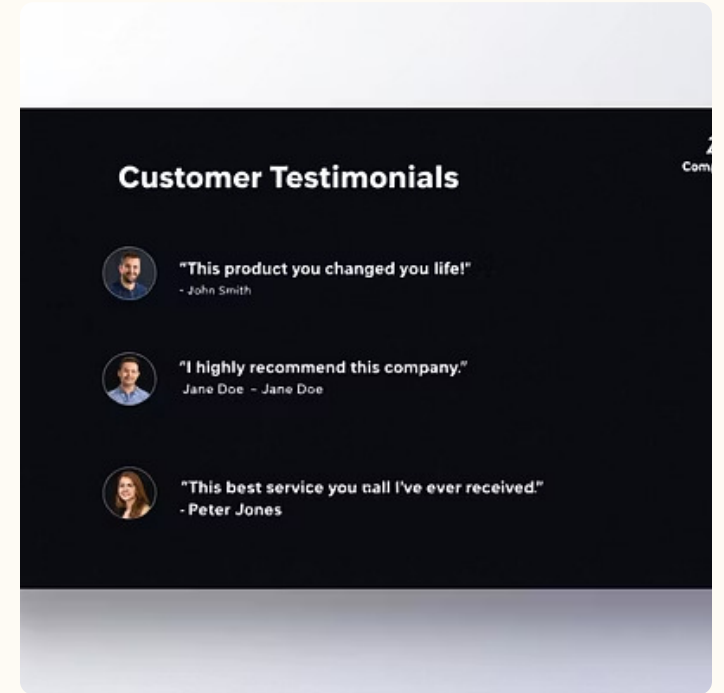 Customer Testimonials
"This product you changed you life!"
- John Smith
"I highly recommend this company."
Jane Doe - Jane Doe
"This best service you nall I've ever received."
- Peter Jones